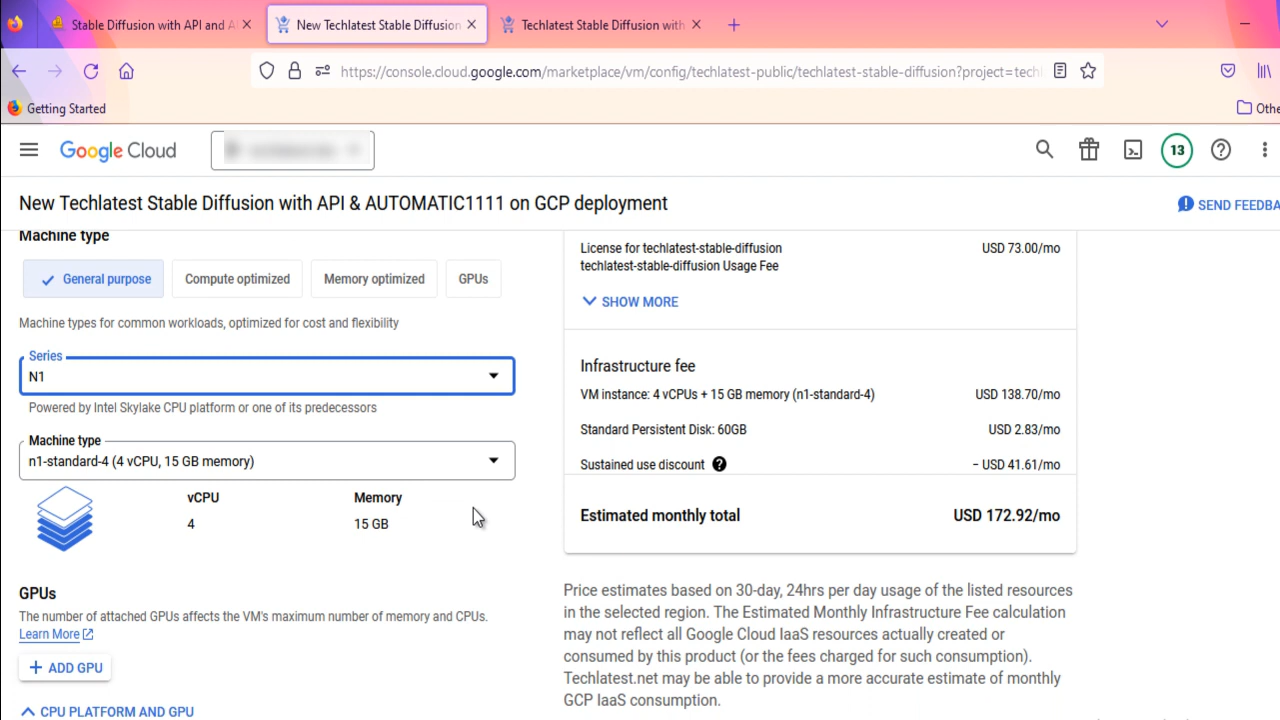 Stable Diffusion with API and A
New Techlatest Stable Diffusion
Techlatest Stable Diffusion with
https://console.cloud.google.com/marketplace/vm/config/techlatest-public/techlatest-stable-diffusion?project=techl
Getting Started
Othe
Google Cloud
13
New Techlatest Stable Diffusion with API & AUTOMATIC1111 on GCP deployment
SEND FEEDBA
Machine type
General purpose
Compute optimized
Memory optimized
GPUs
Machine types for common workloads, optimized for cost and flexibility
Series
N1
Powered by Intel Skylake CPU platform or one of its predecessors
Machine type
n1-standard-4 (4 vCPU, 15 GB memory)
vCPU
Memory
4
15 GB
GPUs
The number of attached GPUs affects the VM's maximum number of memory and CPUs.
Learn More
ADD GPU
CPU PLATFORM AND GPU
License for techlatest-stable-diffusion USD 73.00/mo
techlatest-stable-diffusion Usage Fee
SHOW MORE
Infrastructure fee
VM instance: 4 vCPUs + 15 GB memory (n1-standard-4) USD 138.70/mo
Standard Persistent Disk: 60GB USD 2.83/mo
Sustained use discount − USD 41.61/mo
Estimated monthly total USD 172.92/mo
Price estimates based on 30-day, 24hrs per day usage of the listed resources
in the selected region. The Estimated Monthly Infrastructure Fee calculation
may not reflect all Google Cloud IaaS resources actually created or
consumed by this product (or the fees charged for such consumption).
Techlatest.net may be able to provide a more accurate estimate of monthly
GCP IaaS consumption.